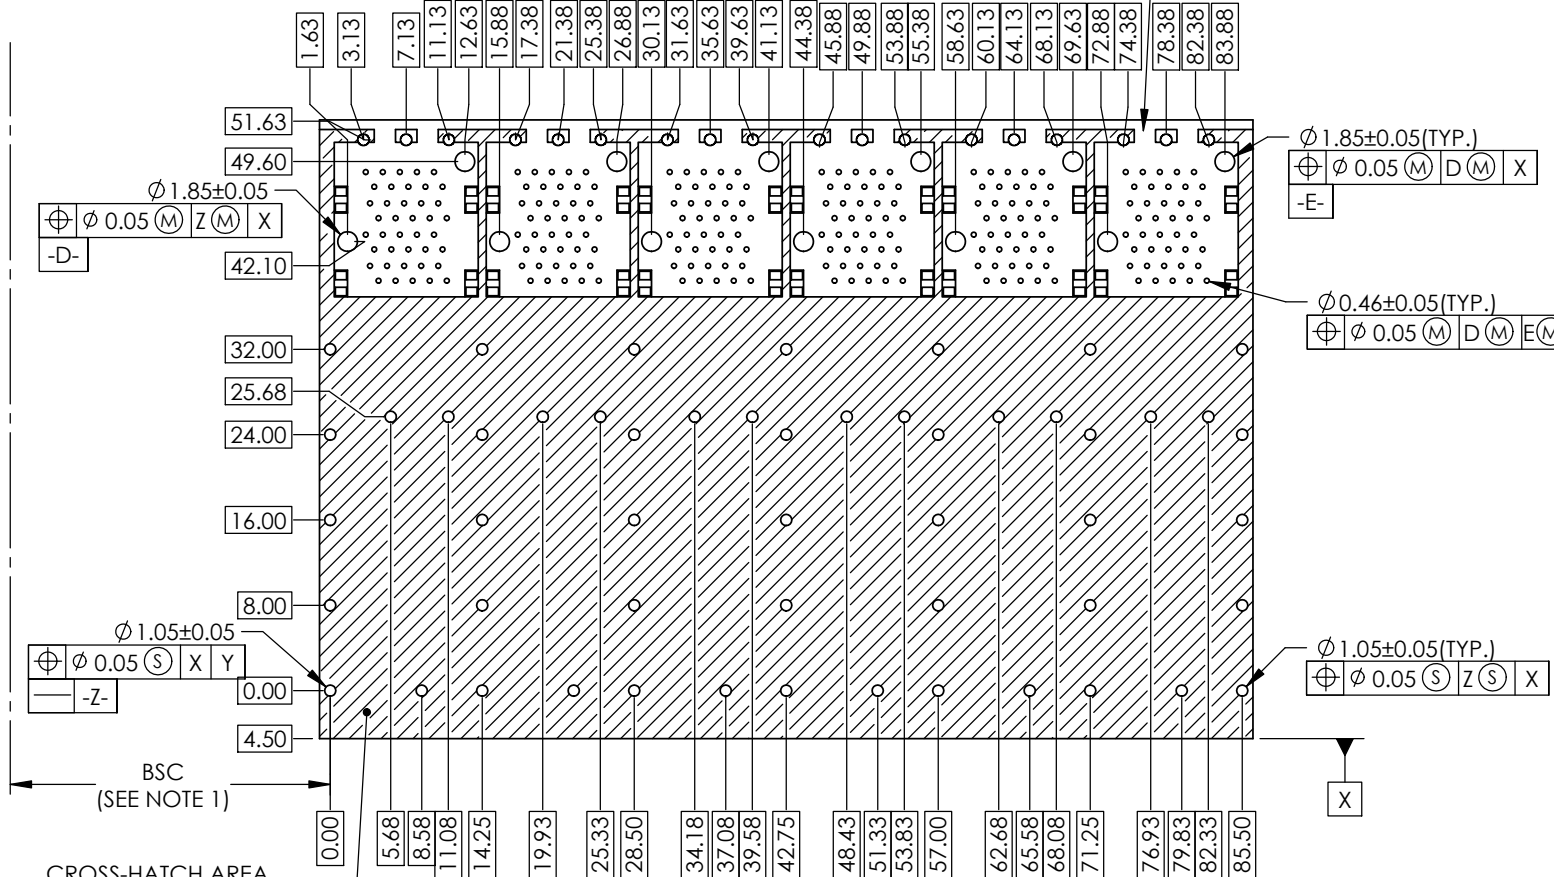 1.63 3.13 7.13 11.13 12.63 15.88 17.38 21.38 25.38 26.88 30.13 31.63 35.63 39.63 41.13 44.38 45.88 49.88 53.88 55.38 58.63 60.13 64.13 68.13 69.63 72.88 74.38 78.38 82.38 83.88
51.63
49.60
⌀1.85±0.05(TYP.)
⌖ ⌀ 0.05 Ⓜ D Ⓜ X
-E-
⌀1.85±0.05
⌖ ⌀ 0.05 Ⓜ Z Ⓜ X
-D-
42.10
⌀0.46±0.05(TYP.)
⌖ ⌀ 0.05 Ⓜ D Ⓜ E Ⓜ
32.00
25.68
24.00
16.00
8.00
⌀1.05±0.05
⌖ ⌀ 0.05 Ⓢ X Y
-Z-
0.00
⌀1.05±0.05(TYP.)
⌖ ⌀ 0.05 Ⓢ Z Ⓢ X
4.50
BSC
(SEE NOTE 1)
X
0.00 5.68 8.58 11.08 14.25 19.93 25.33 28.50 34.18 37.08 39.58 42.75 48.43 51.33 53.83 57.00 62.68 65.58 68.08 71.25 76.93 79.83 82.33 85.50
CROSS-HATCH AREA